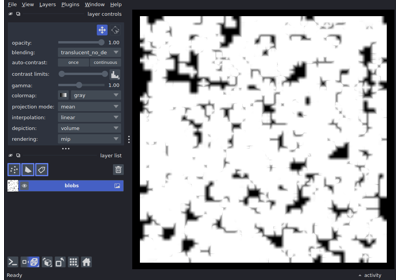 File View Layers Plugins Window Help
layer controls
opacity: 1.00
blending: translucent_no_de
auto-contrast: once continuous
contrast limits:
gamma: 1.00
colormap: gray
projection mode: mean
interpolation: linear
depiction: volume
rendering: mip
layer list
blobs
Ready activity